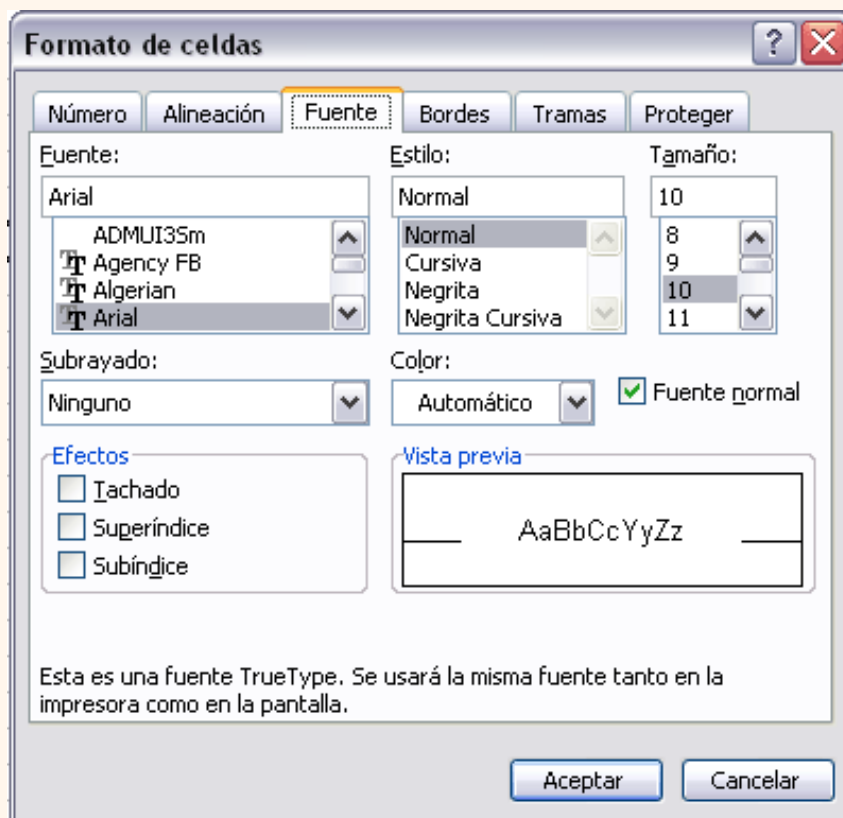 Formato de celdas
?
Número Alineación Fuente Bordes Tramas Proteger
Fuente: Estilo: Tamaño:
Arial Normal 10
ADMUI3Sm Normal 8
Agency FB Cursiva 9
Algerian Negrita 10
Arial Negrita Cursiva 11
Subrayado: Color:
Ninguno Automático Fuente normal
Efectos Vista previa
Tachado
Superíndice AaBbCcYyZz
Subíndice
Esta es una fuente TrueType. Se usará la misma fuente tanto en la
impresora como en la pantalla.
Aceptar Cancelar